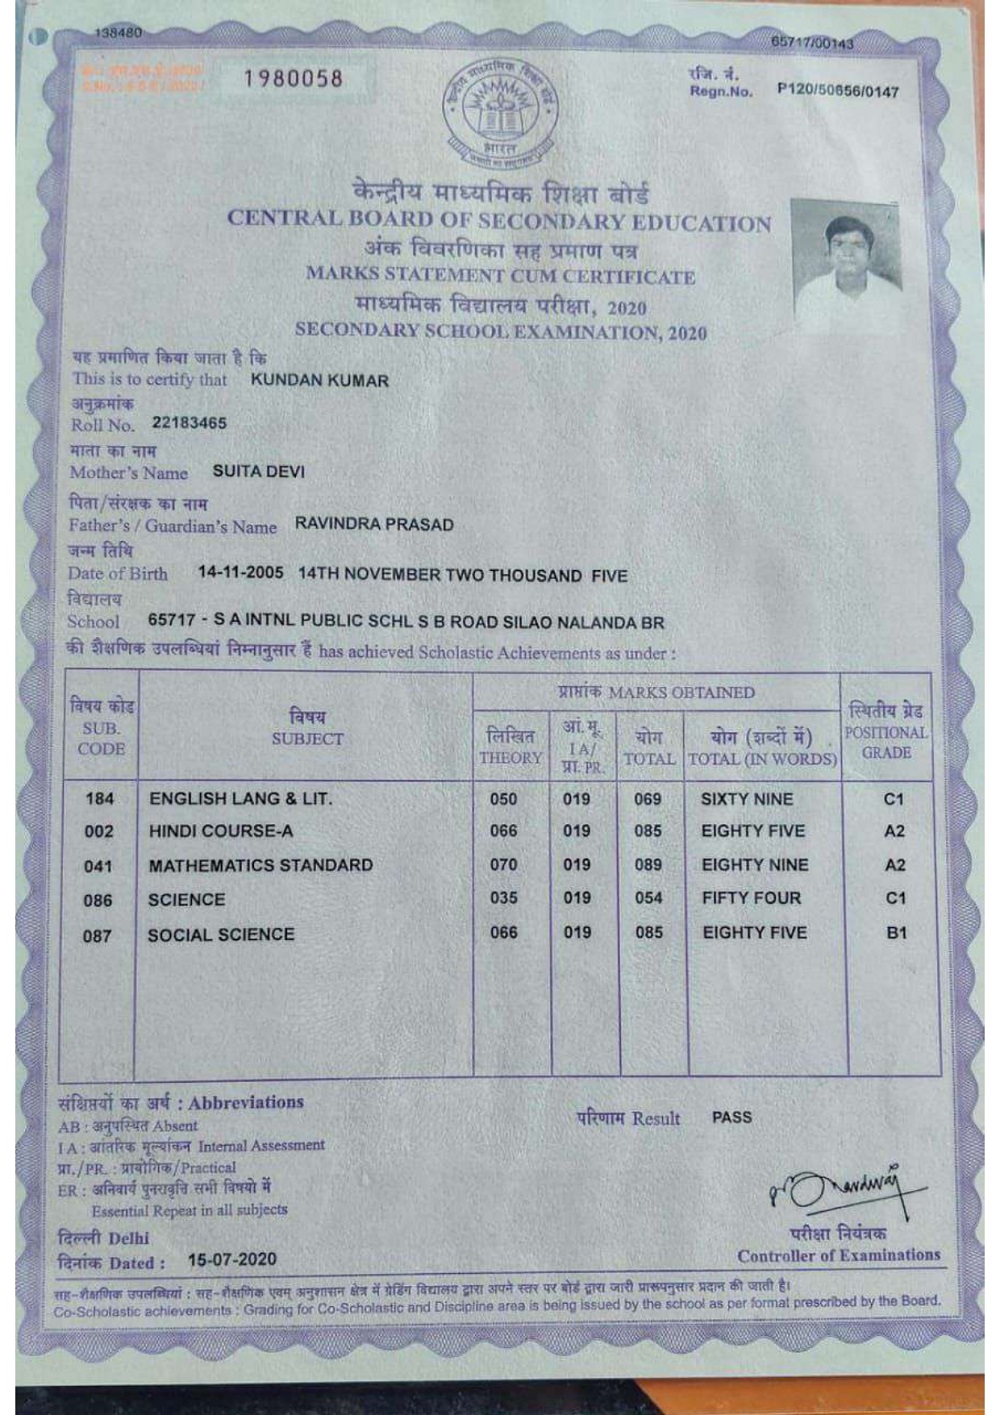 138480
65717/00143
1980058
रजि. नं.
Regn.No. P120/50656/0147
भारत
केन्द्रीय माध्यमिक शिक्षा बोर्ड
CENTRAL BOARD OF SECONDARY EDUCATION
अंक विवरणिका सह प्रमाण पत्र
MARKS STATEMENT CUM CERTIFICATE
माध्यमिक विद्यालय परीक्षा, 2020
SECONDARY SCHOOL EXAMINATION, 2020
यह प्रमाणित किया जाता है कि
This is to certify that KUNDAN KUMAR
अनुक्रमांक
Roll No. 22183465
माता का नाम
Mother's Name SUITA DEVI
पिता/संरक्षक का नाम
Father's / Guardian's Name RAVINDRA PRASAD
जन्म तिथि
Date of Birth 14-11-2005 14TH NOVEMBER TWO THOUSAND FIVE
विद्यालय
School 65717 - S A INTNL PUBLIC SCHL S B ROAD SILAO NALANDA BR
की शैक्षणिक उपलब्धियां निम्नानुसार हैं has achieved Scholastic Achievements as under :
विषय कोड
SUB.
CODE
विषय
SUBJECT
प्राप्तांक MARKS OBTAINED
लिखित
THEORY
आं.मू.
I A/
प्रा. PR.
योग
TOTAL
योग (शब्दों में)
TOTAL (IN WORDS)
स्थितीय ग्रेड
POSITIONAL
GRADE
184 ENGLISH LANG & LIT. 050 019 069 SIXTY NINE C1
002 HINDI COURSE-A 066 019 085 EIGHTY FIVE A2
041 MATHEMATICS STANDARD 070 019 089 EIGHTY NINE A2
086 SCIENCE 035 019 054 FIFTY FOUR C1
087 SOCIAL SCIENCE 066 019 085 EIGHTY FIVE B1
संक्षिप्तियों का अर्थ : Abbreviations
AB : अनुपस्थित Absent
I A : आंतरिक मूल्यांकन Internal Assessment
प्रा./PR. : प्रायोगिक/Practical
ER : अनिवार्य पुनरावृत्ति सभी विषयो में
Essential Repeat in all subjects
परिणाम Result PASS
दिल्ली Delhi
दिनांक Dated : 15-07-2020
परीक्षा नियंत्रक
Controller of Examinations
सह-शैक्षणिक उपलब्धियां : सह-शैक्षणिक एवम् अनुशासन क्षेत्र में ग्रेडिंग विद्यालय द्वारा अपने स्तर पर बोर्ड द्वारा जारी प्रारूपनुसार प्रदान की जाती है।
Co-Scholastic achievements : Grading for Co-Scholastic and Discipline area is being issued by the school as per format prescribed by the Board.